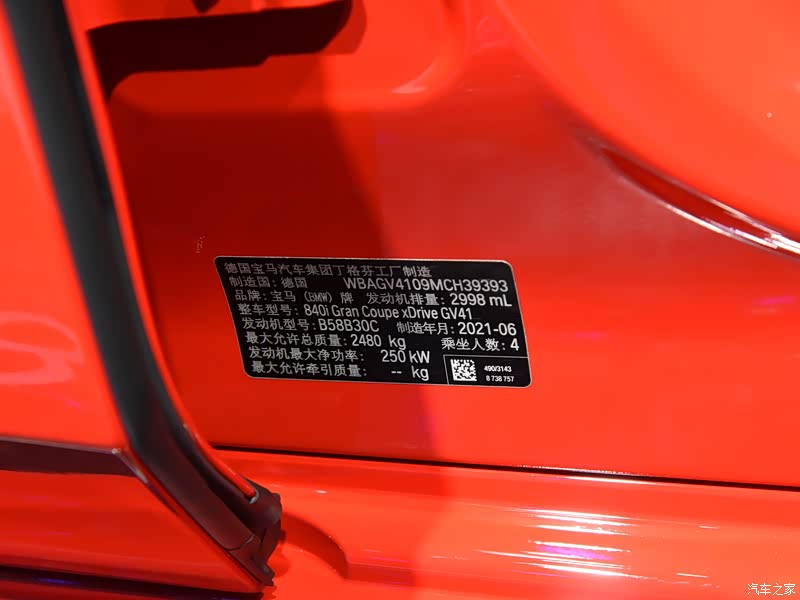 德国宝马汽车集团丁格芬工厂制造
制造国：德国 WBAGV4109MCH39393
品牌：宝马 (BMW) 牌 发动机排量：2998 mL
整车型号：840i Gran Coupe xDrive GV41
发动机型号：B58B30C 制造年月：2021-06
最大允许总质量：2480 kg 乘坐人数：4
发动机最大净功率： 250 kW
最大允许牵引质量： -- kg
490/3143
8 738 757
汽车之家